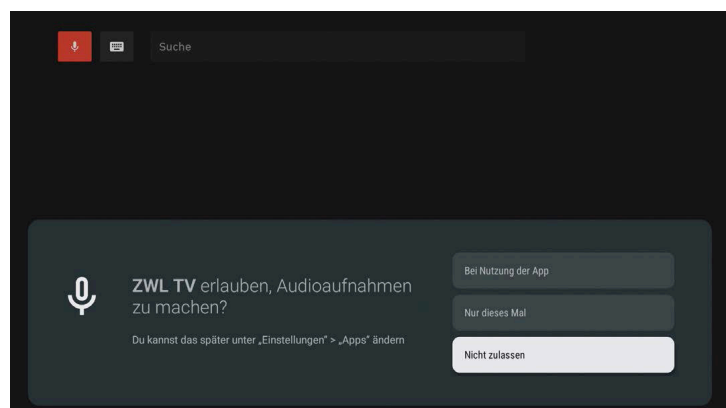 Suche
ZWL TV erlauben, Audioaufnahmen
zu machen?
Du kannst das später unter „Einstellungen“ > „Apps“ ändern
Bei Nutzung der App
Nur dieses Mal
Nicht zulassen